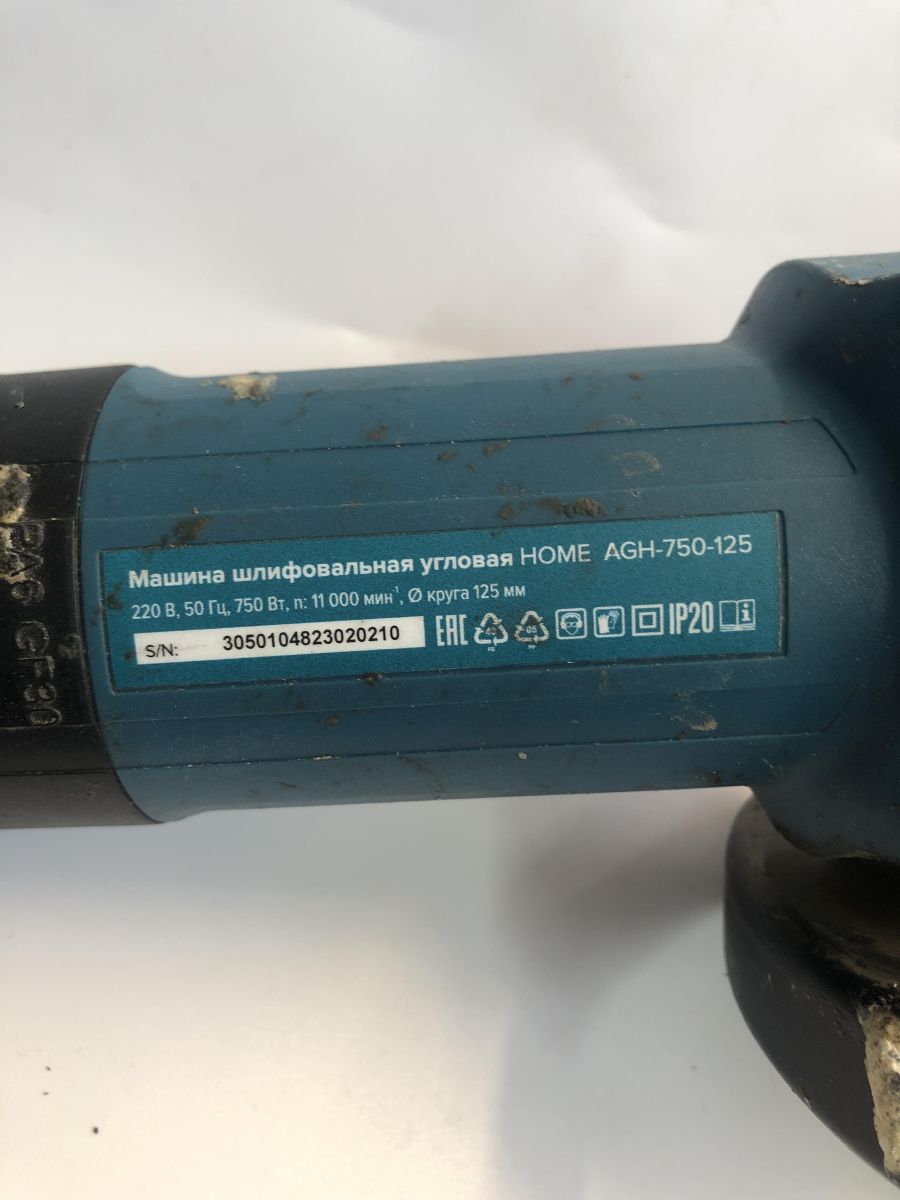 Машина шлифовальная угловая HOME AGH-750-125
220 В, 50 Гц, 750 Вт, n: 11 000 мин⁻¹, Ø круга 125 мм
S/N: 3050104823020210
EAC IP20
PA6 GF30